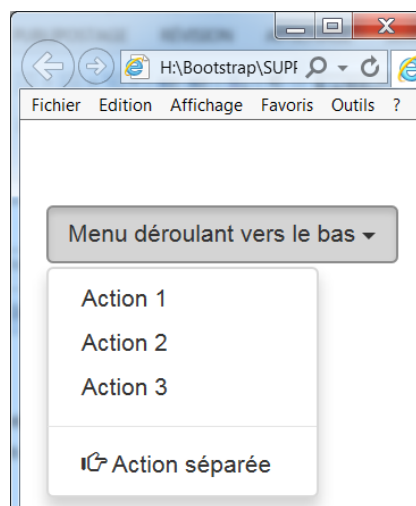 H:\Bootstrap\SUPF
Fichier Edition Affichage Favoris Outils ?
Menu déroulant vers le bas
Action 1
Action 2
Action 3
Action séparée